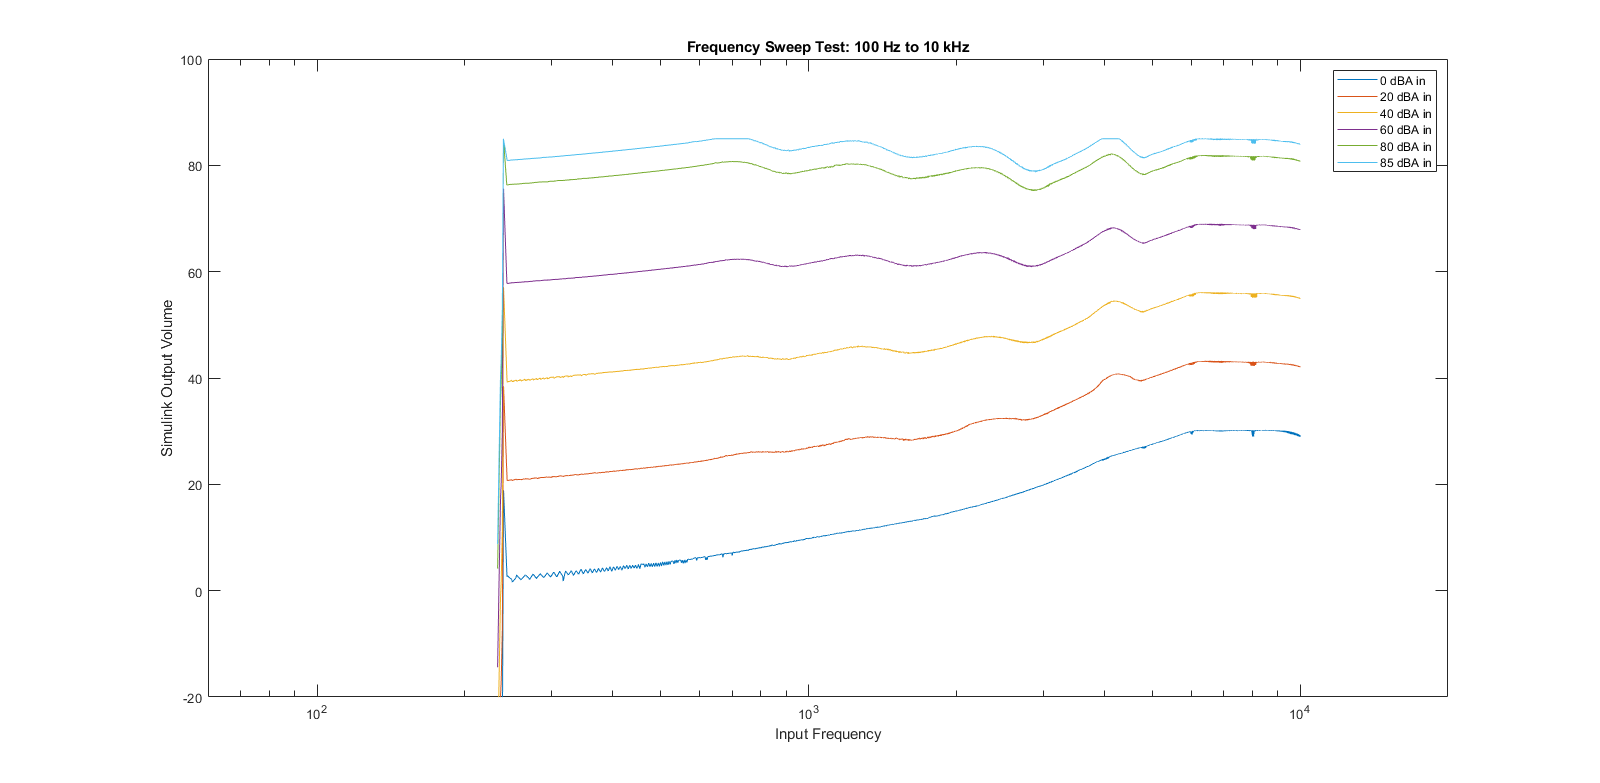 Frequency Sweep Test: 100 Hz to 10 kHz
100
80
60
40
20
0
-20
Simulink Output Volume
0 dBA in
20 dBA in
40 dBA in
60 dBA in
80 dBA in
85 dBA in
10²
10³
10⁴
Input Frequency